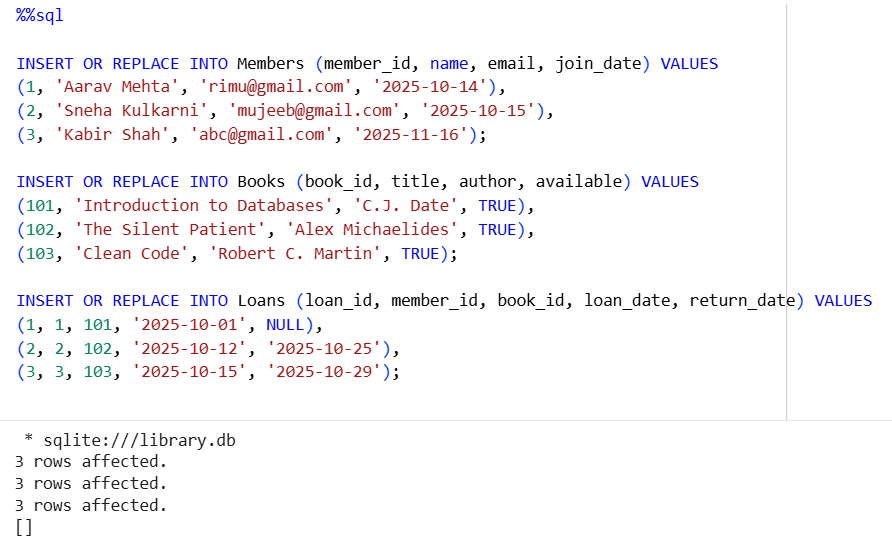 %%sql
INSERT OR REPLACE INTO Members (member_id, name, email, join_date) VALUES
(1, 'Aarav Mehta', 'rimu@gmail.com', '2025-10-14'),
(2, 'Sneha Kulkarni', 'mujeeb@gmail.com', '2025-10-15'),
(3, 'Kabir Shah', 'abc@gmail.com', '2025-11-16');
INSERT OR REPLACE INTO Books (book_id, title, author, available) VALUES
(101, 'Introduction to Databases', 'C.J. Date', TRUE),
(102, 'The Silent Patient', 'Alex Michaelides', TRUE),
(103, 'Clean Code', 'Robert C. Martin', TRUE);
INSERT OR REPLACE INTO Loans (loan_id, member_id, book_id, loan_date, return_date) VALUES
(1, 1, 101, '2025-10-01', NULL),
(2, 2, 102, '2025-10-12', '2025-10-25'),
(3, 3, 103, '2025-10-15', '2025-10-29');
* sqlite:///library.db
3 rows affected.
3 rows affected.
3 rows affected.
[]